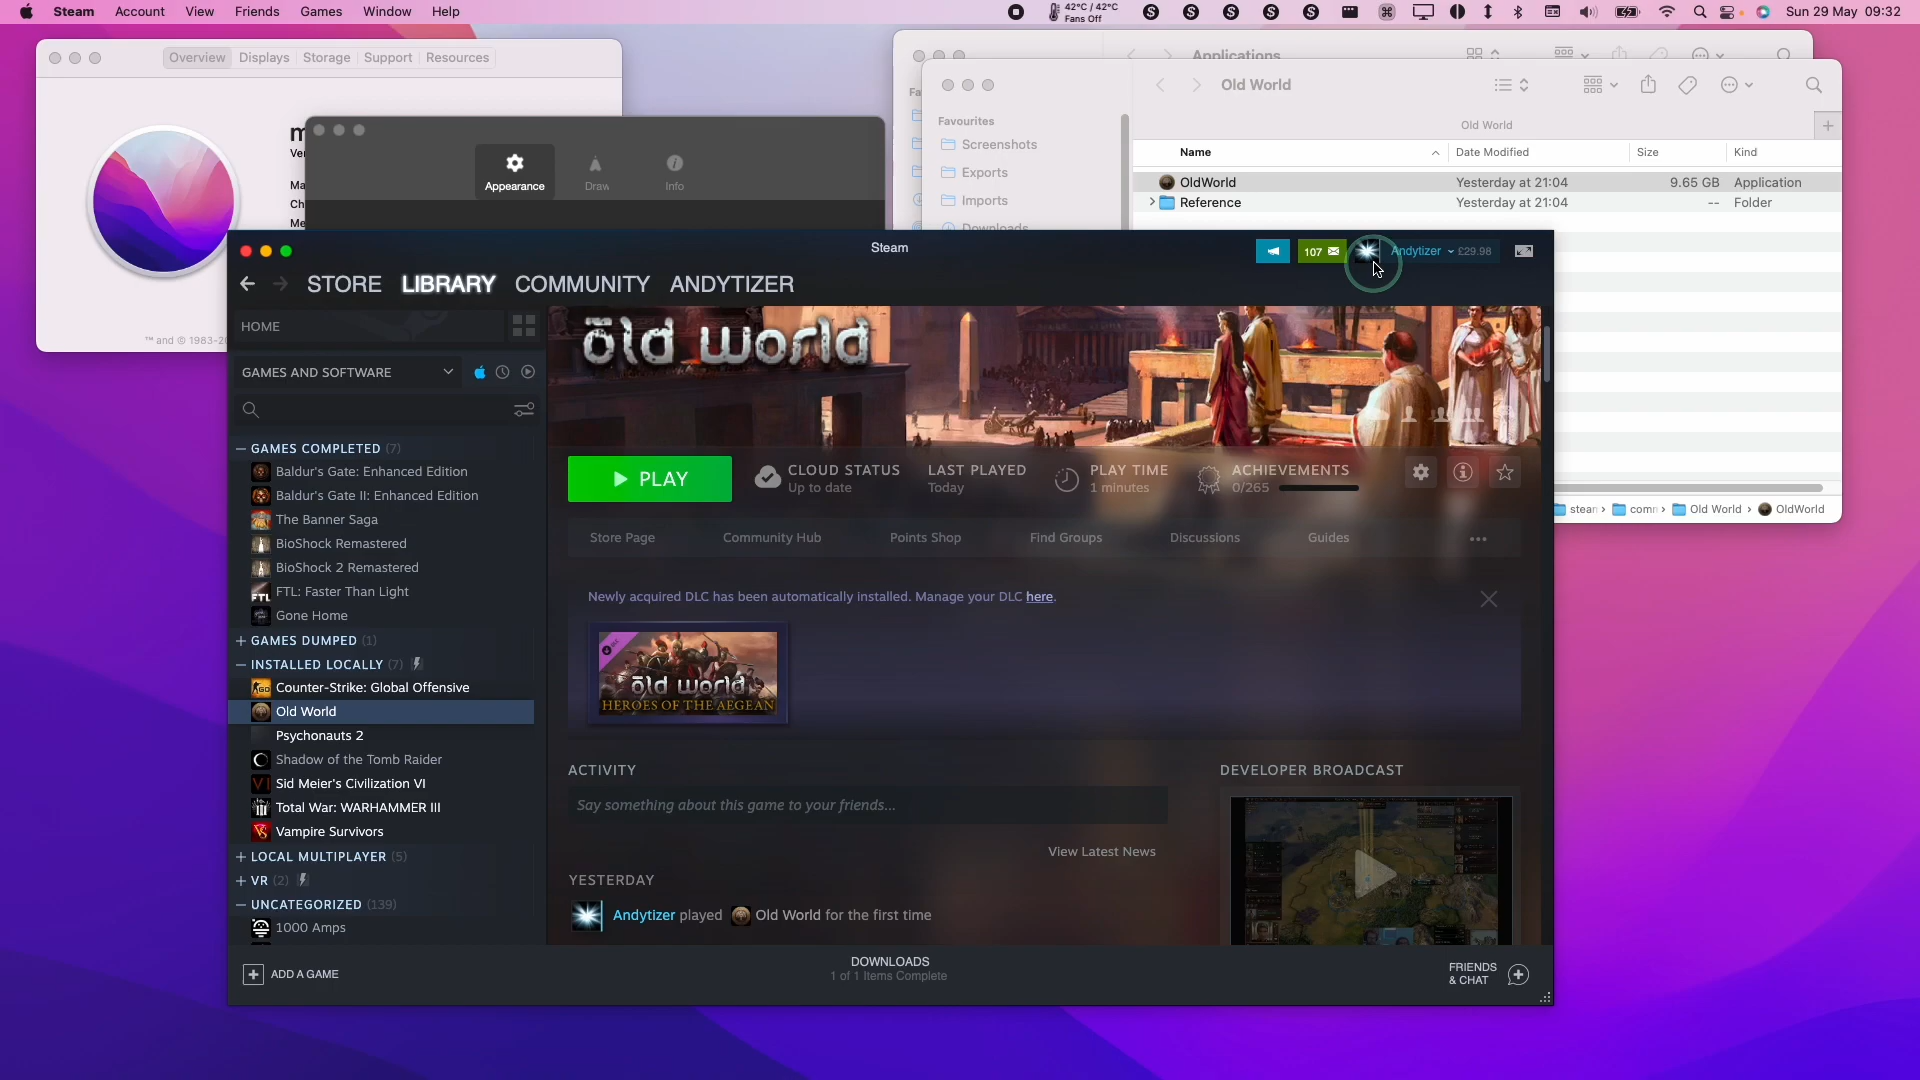 Steam Account View Friends Games Window Help
42°C / 42°C
Fans Off
Sun 29 May 09:32
Overview Displays Storage Support Resources
Applications
Old World
Favourites
Screenshots
Exports
Imports
Downloads
Old World
Name Date Modified Size Kind
OldWorld Yesterday at 21:04 9.65 GB Application
Reference Yesterday at 21:04 -- Folder
Appearance Draw Info
™ and © 1983-2
Steam
107 Andytizer £29.98
STORE LIBRARY COMMUNITY ANDYTIZER
HOME
GAMES AND SOFTWARE
GAMES COMPLETED (7)
Baldur's Gate: Enhanced Edition
Baldur's Gate II: Enhanced Edition
The Banner Saga
BioShock Remastered
BioShock 2 Remastered
FTL: Faster Than Light
Gone Home
GAMES DUMPED (1)
INSTALLED LOCALLY (7)
Counter-Strike: Global Offensive
Old World
Psychonauts 2
Shadow of the Tomb Raider
Sid Meier's Civilization VI
Total War: WARHAMMER III
Vampire Survivors
LOCAL MULTIPLAYER (5)
VR (2)
UNCATEGORIZED (139)
1000 Amps
old world
PLAY
CLOUD STATUS
Up to date
LAST PLAYED
Today
PLAY TIME
1 minutes
ACHIEVEMENTS
0/265
Store Page Community Hub Points Shop Find Groups Discussions Guides
Newly acquired DLC has been automatically installed. Manage your DLC here.
old world
HEROES OF THE AEGEAN
ACTIVITY
Say something about this game to your friends...
View Latest News
YESTERDAY
Andytizer played Old World for the first time
DEVELOPER BROADCAST
Old World OldWorld
ADD A GAME
DOWNLOADS
1 of 1 Items Complete
FRIENDS
& CHAT